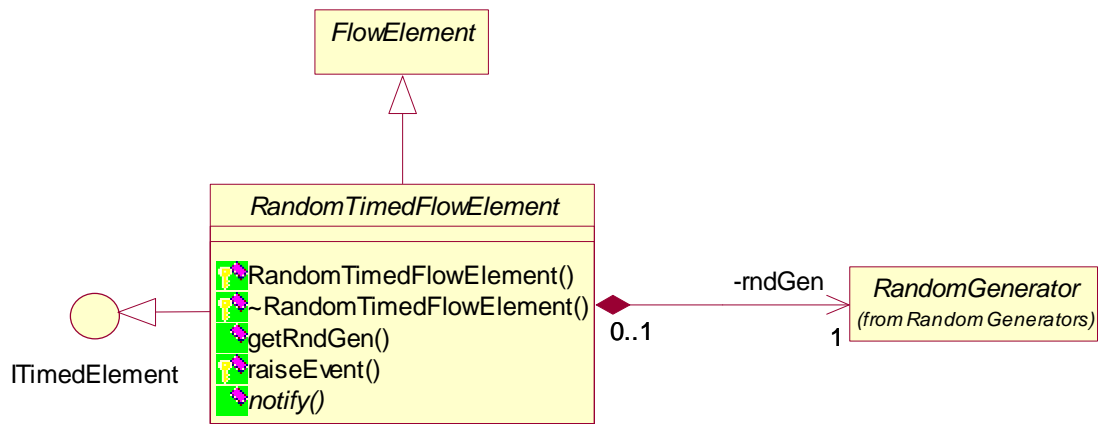 FlowElement
RandomTimedFlowElement
RandomTimedFlowElement()
~RandomTimedFlowElement()
getRndGen()
raiseEvent()
notify()
ITimedElement
0..1
-rndGen
1
RandomGenerator
(from Random Generators)